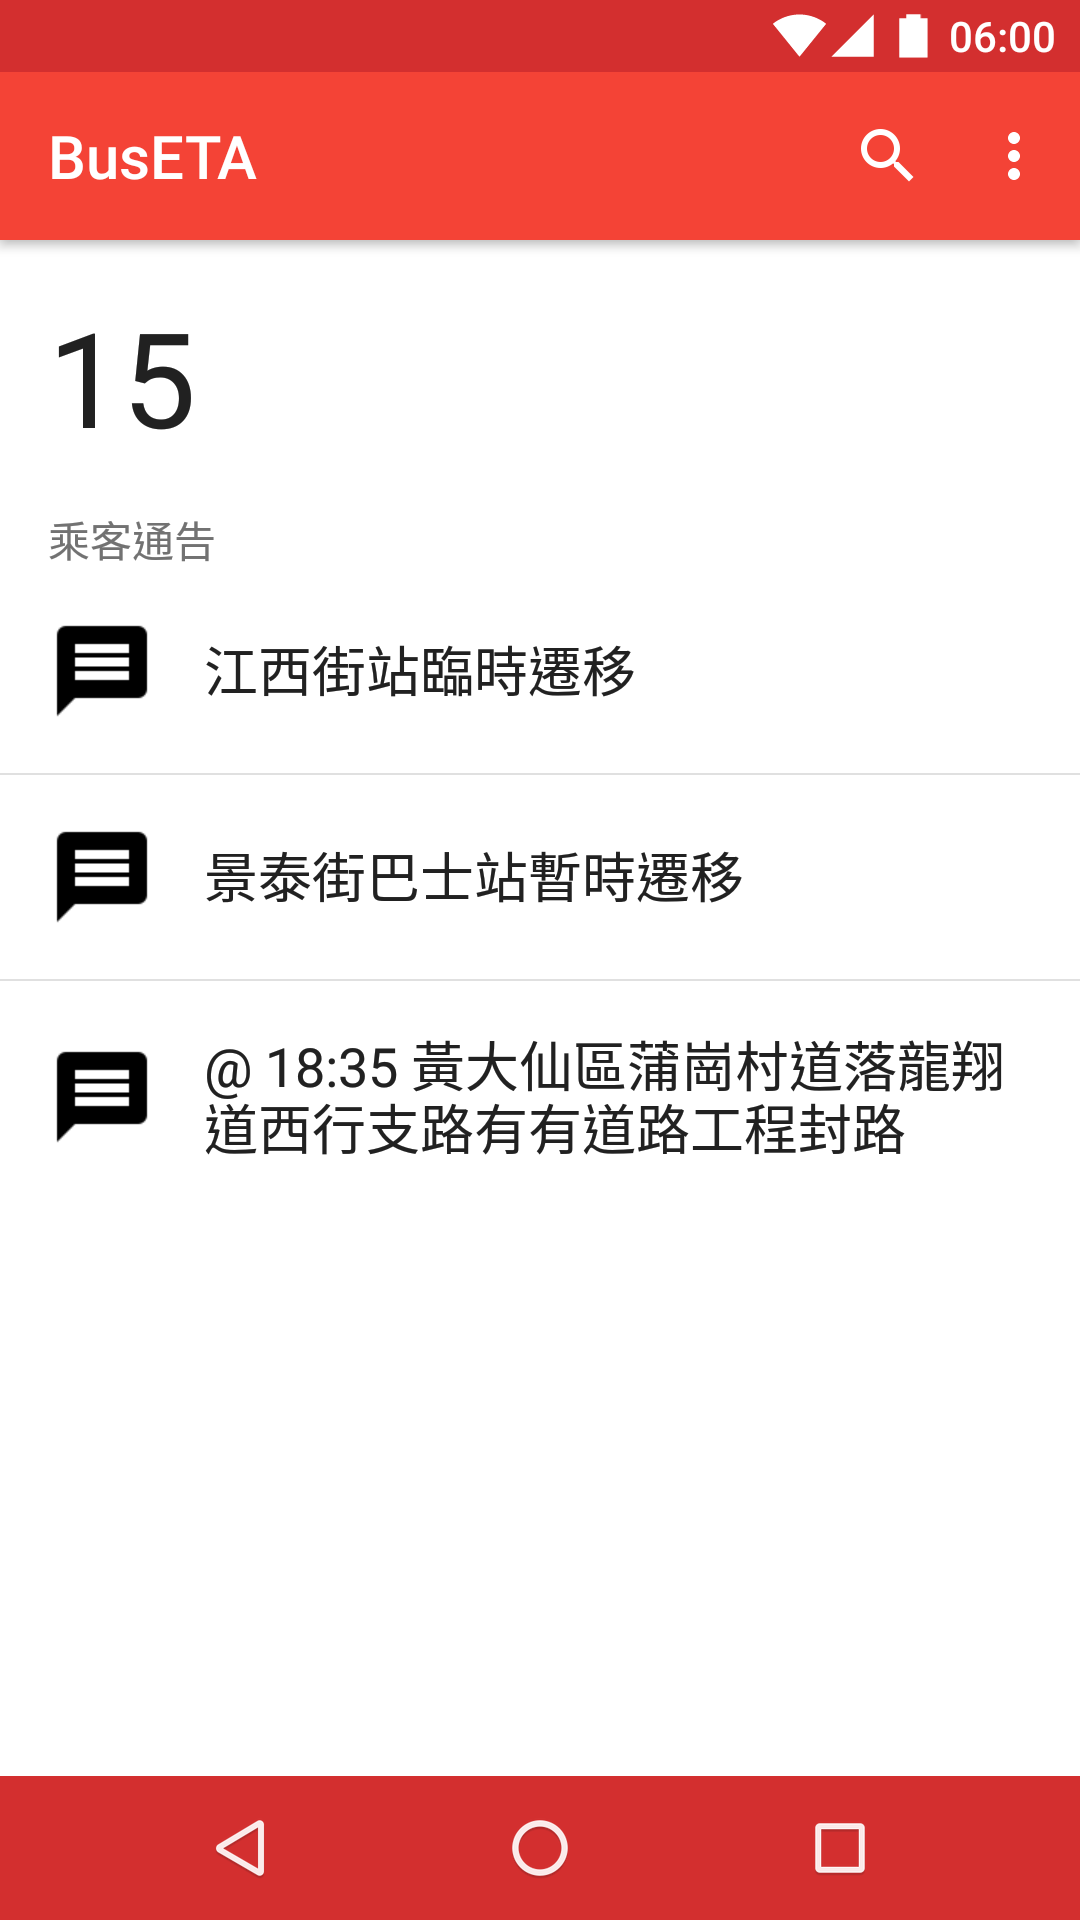 06:00
BusETA
15
乘客通告
江西街站臨時遷移
景泰街巴士站暫時遷移
@ 18:35 黃大仙區蒲崗村道落龍翔
道西行支路有有道路工程封路